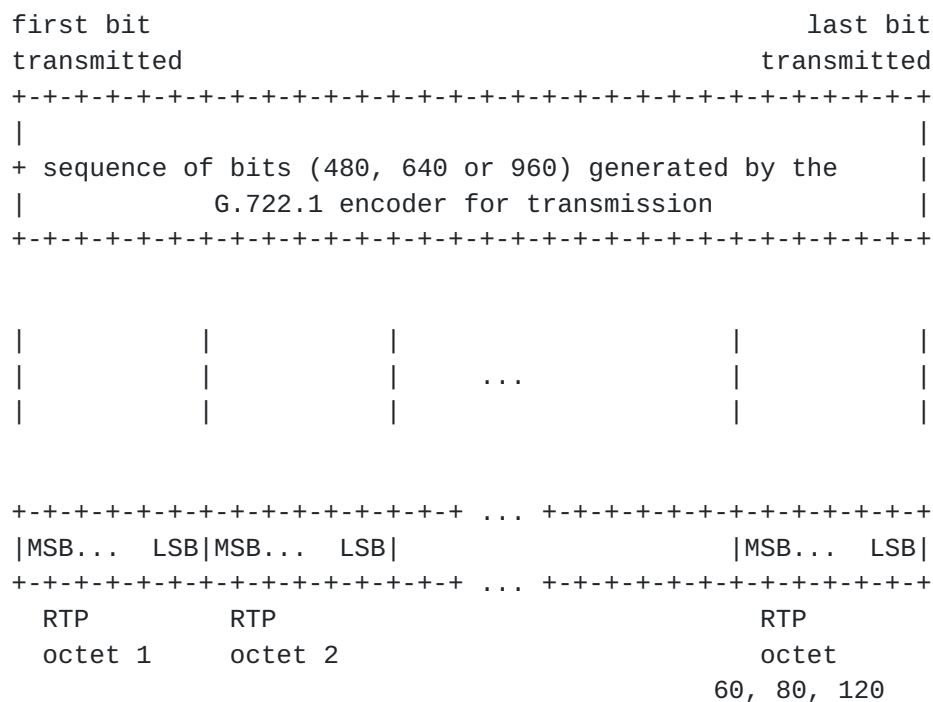 first bit                                          last bit
transmitted                                     transmitted
+-+-+-+-+-+-+-+-+-+-+-+-+-+-+-+-+-+-+-+-+-+-+-+-+-+-+-+-+-+
|                                                         |
+ sequence of bits (480, 640 or 960) generated by the     |
|            G.722.1 encoder for transmission             |
+-+-+-+-+-+-+-+-+-+-+-+-+-+-+-+-+-+-+-+-+-+-+-+-+-+-+-+-+-+
|           |           |                     |           |
|           |           |     ...             |           |
|           |           |                     |           |
+-+-+-+-+-+-+-+-+-+-+-+-+-+-+ ... +-+-+-+-+-+-+-+-+-+-+-+-+
|MSB...  LSB|MSB...  LSB|                     |MSB...  LSB|
+-+-+-+-+-+-+-+-+-+-+-+-+-+-+ ... +-+-+-+-+-+-+-+-+-+-+-+-+
  RTP         RTP                               RTP
  octet 1     octet 2                           octet
                                             60, 80, 120